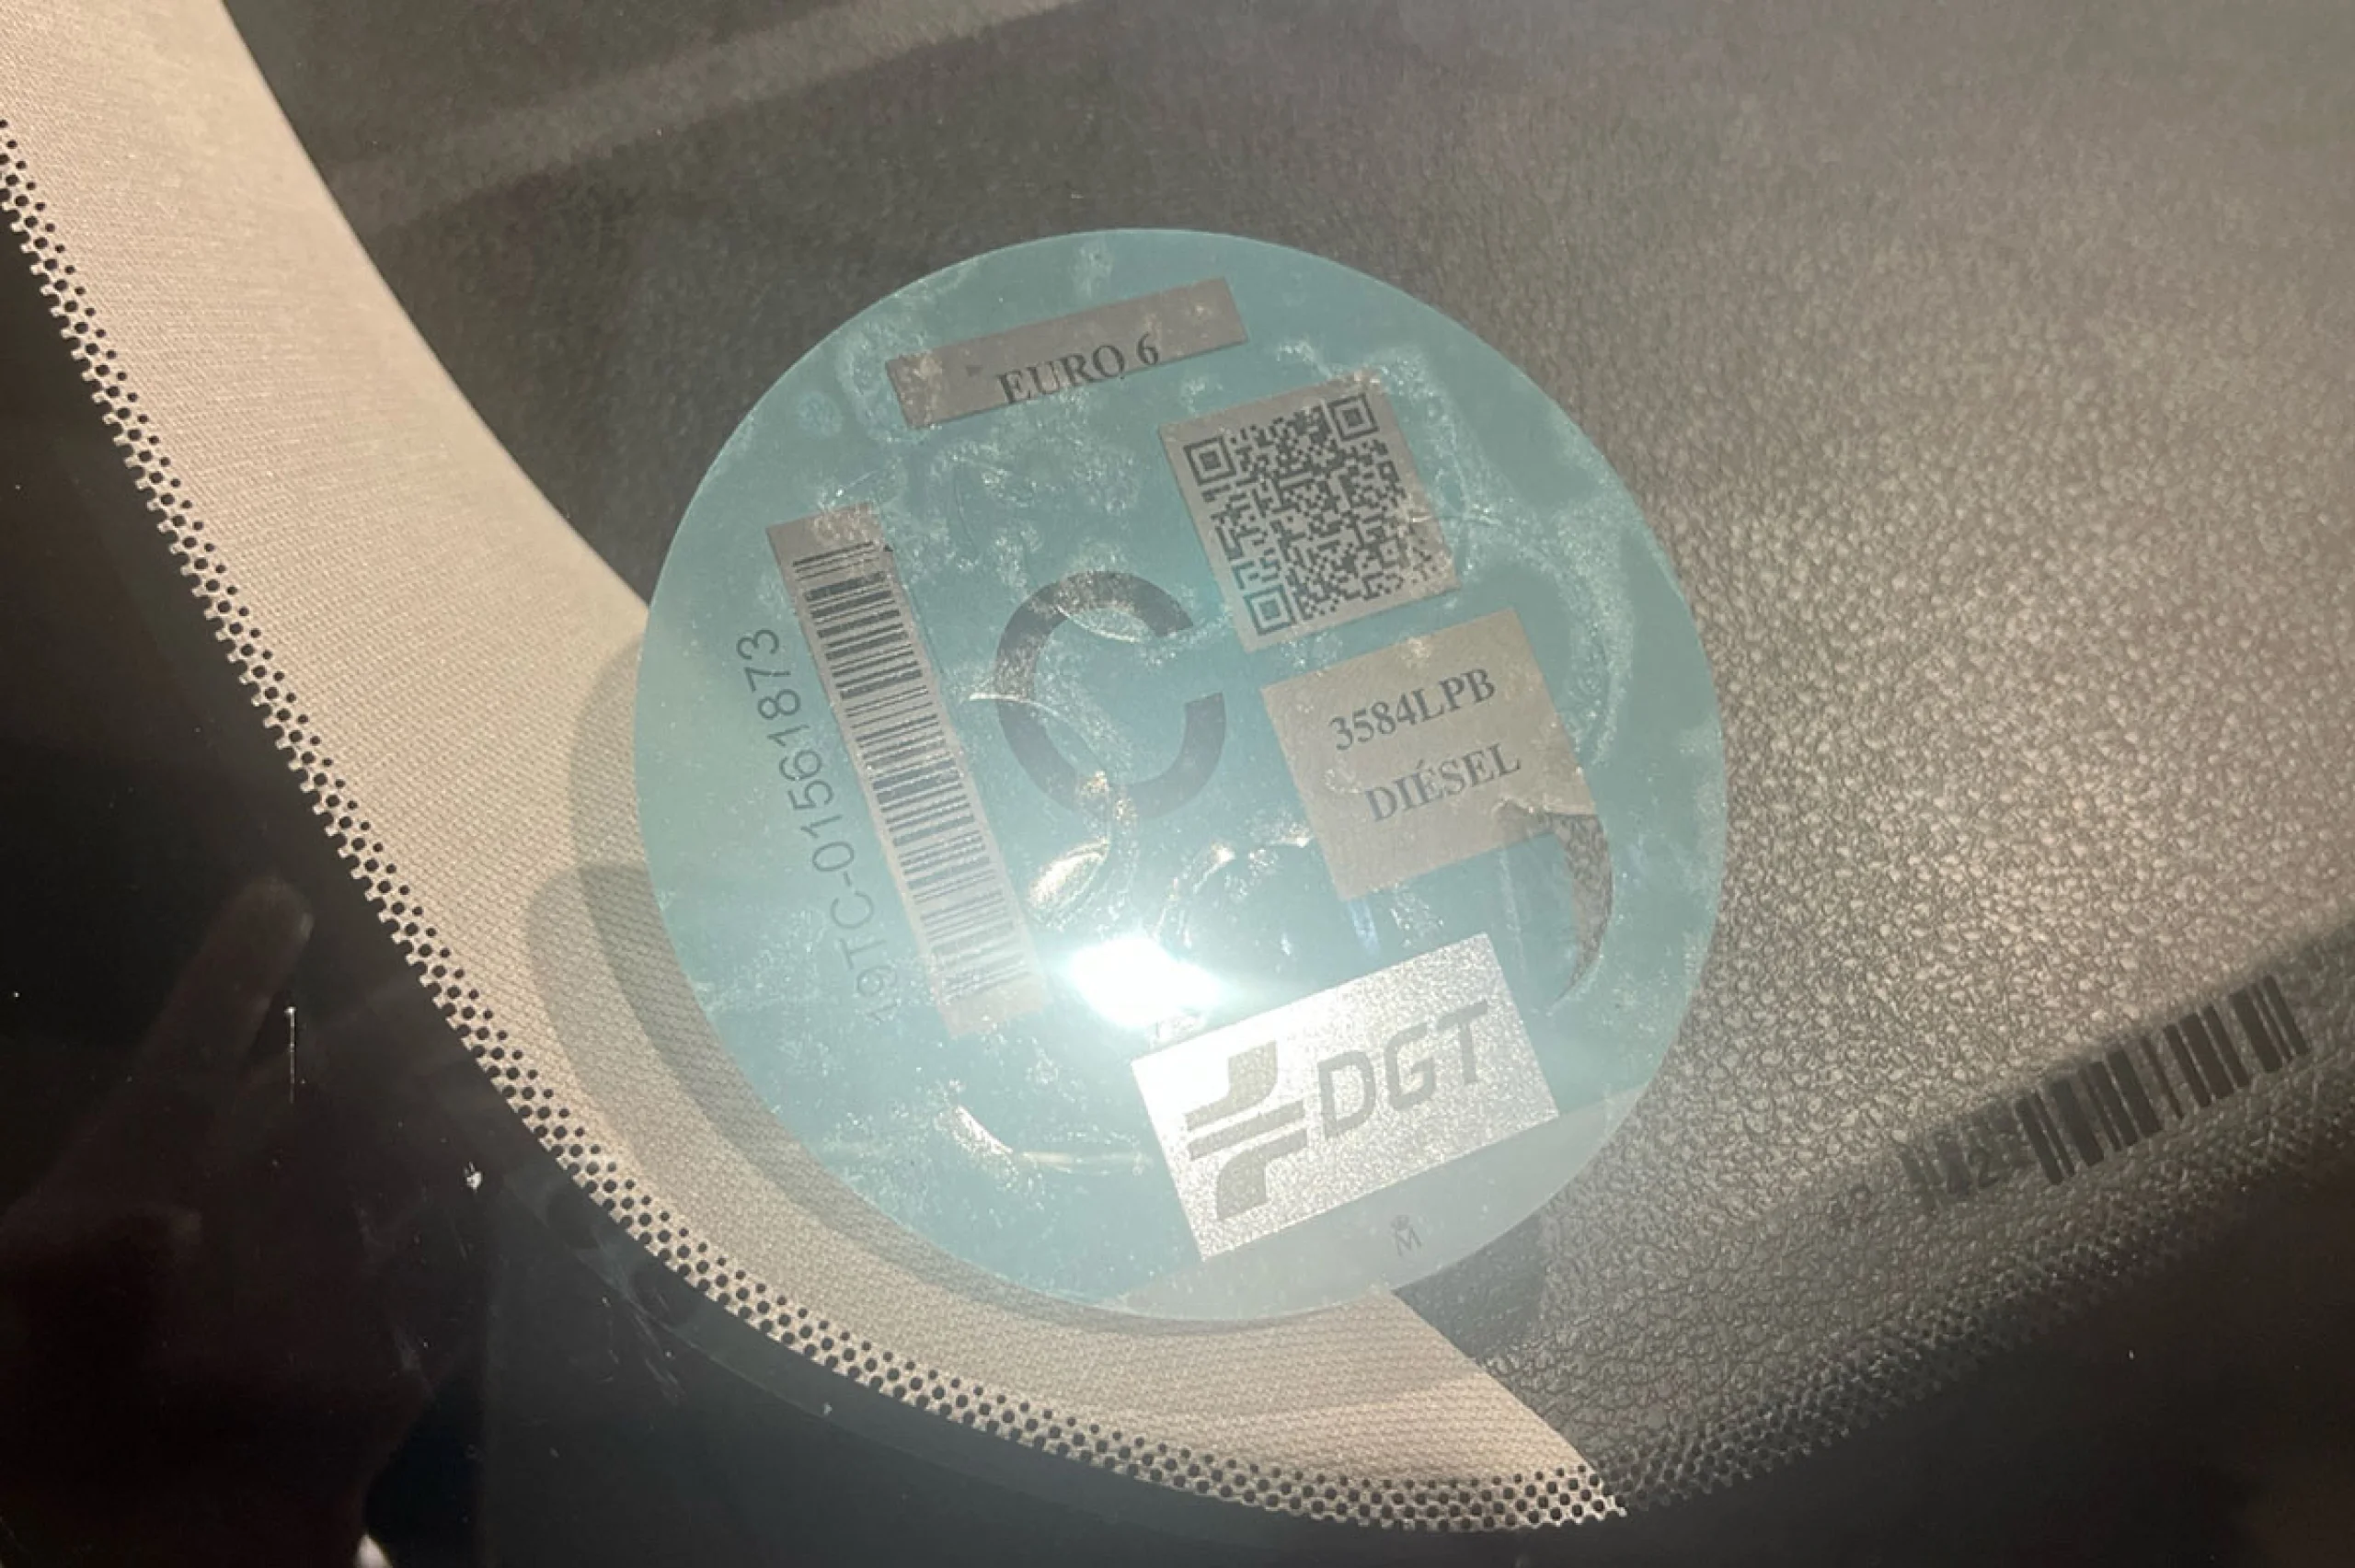 EURO 6
C
19TC-01561873
3584LPB
DIÉSEL
DGT
M